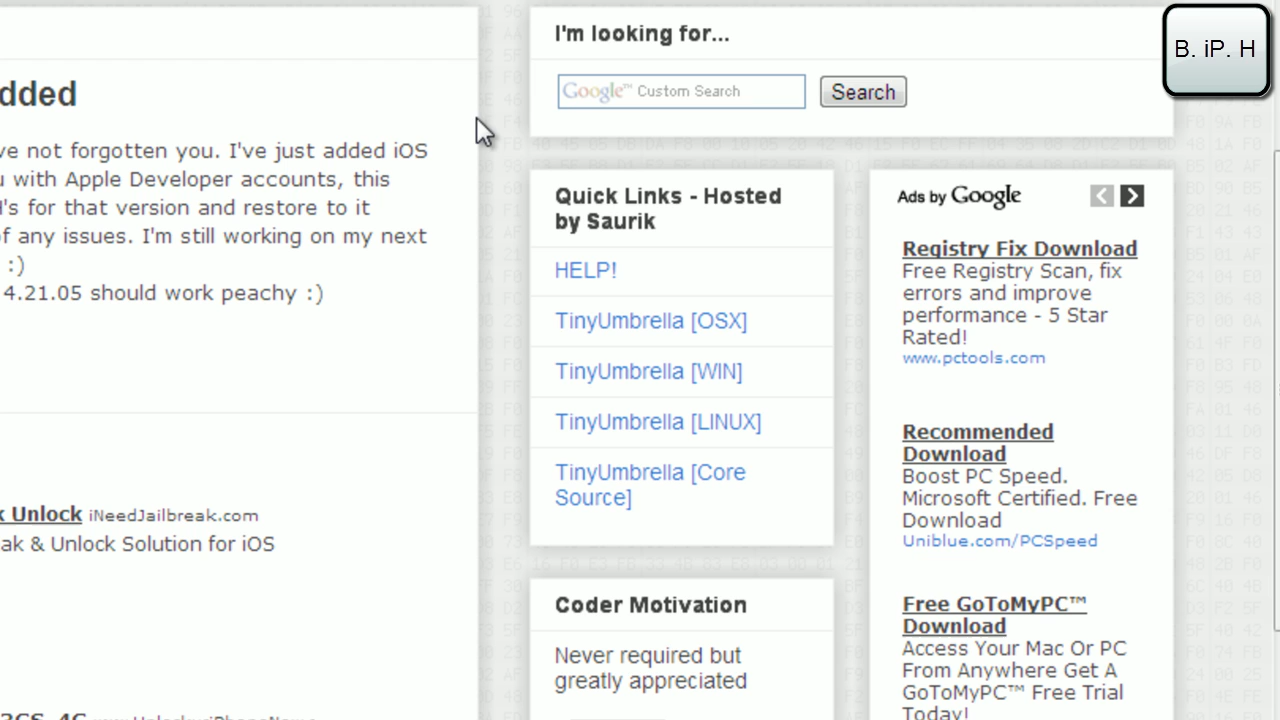 dded
ve not forgotten you. I've just added iOS
u with Apple Developer accounts, this
H's for that version and restore to it
of any issues. I'm still working on my next
:)
4.21.05 should work peachy :)
k Unlock iNeedJailbreak.com
ak & Unlock Solution for iOS
I'm looking for...
Google™ Custom Search
Search
B. iP. H
Quick Links - Hosted
by Saurik
HELP!
TinyUmbrella [OSX]
TinyUmbrella [WIN]
TinyUmbrella [LINUX]
TinyUmbrella [Core
Source]
Coder Motivation
Never required but
greatly appreciated
Ads by Google
Registry Fix Download
Free Registry Scan, fix
errors and improve
performance - 5 Star
Rated!
www.pctools.com
Recommended
Download
Boost PC Speed.
Microsoft Certified. Free
Download
Uniblue.com/PCSpeed
Free GoToMyPC™
Download
Access Your Mac Or PC
From Anywhere Get A
GoToMyPC™ Free Trial
Today!